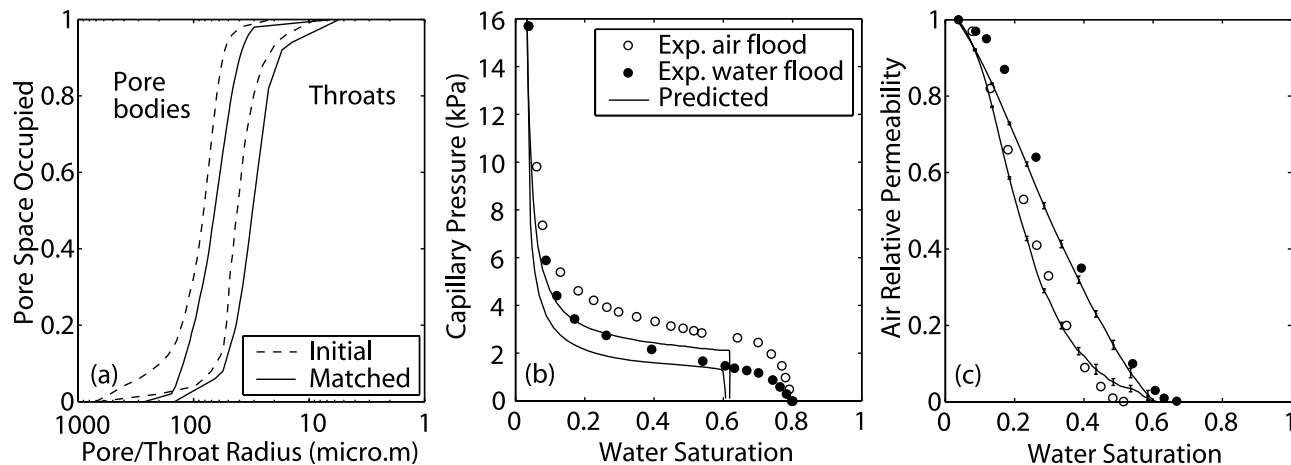 1
0.8
0.6
0.4
0.2
0
1000
100
10
1
Pore Space Occupied
Pore/Throat Radius (micro.m)
Pore
bodies
Throats
(a)
Initial
Matched
16
14
12
10
8
6
4
2
0
0
0.2
0.4
0.6
0.8
1
Capillary Pressure (kPa)
Water Saturation
Exp. air flood
Exp. water flood
Predicted
(b)
1
0.8
0.6
0.4
0.2
0
0
0.2
0.4
0.6
0.8
1
Air Relative Permeability
Water Saturation
(c)